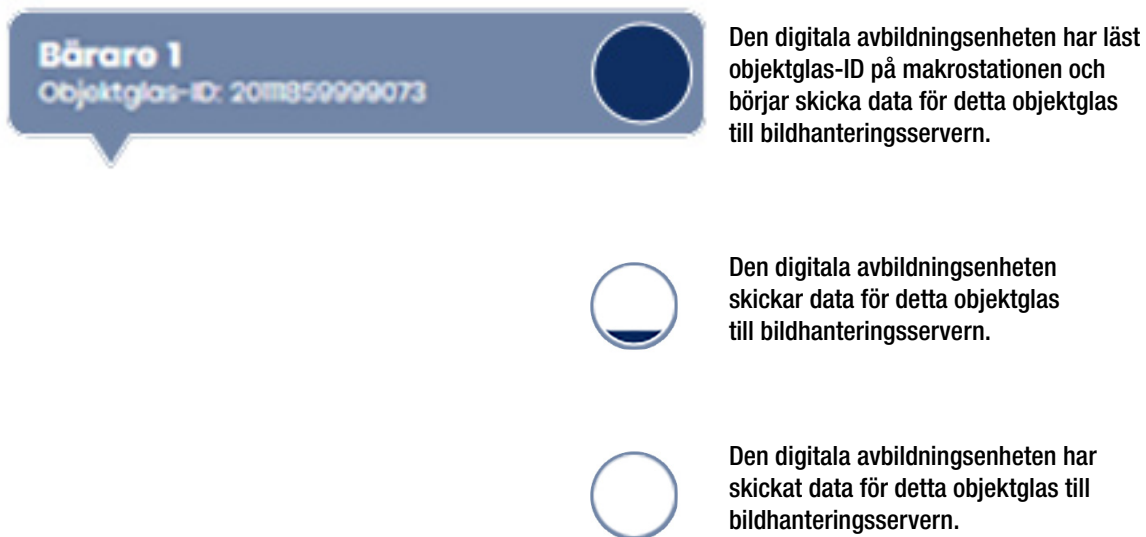 Bärare 1
Objektglas-ID: 20111859999073
Den digitala avbildningsenheten har läst
objektglas-ID på makrostationen och
börjar skicka data för detta objektglas
till bildhanteringsservern.
Den digitala avbildningsenheten
skickar data för detta objektglas
till bildhanteringsservern.
Den digitala avbildningsenheten har
skickat data för detta objektglas till
bildhanteringsservern.